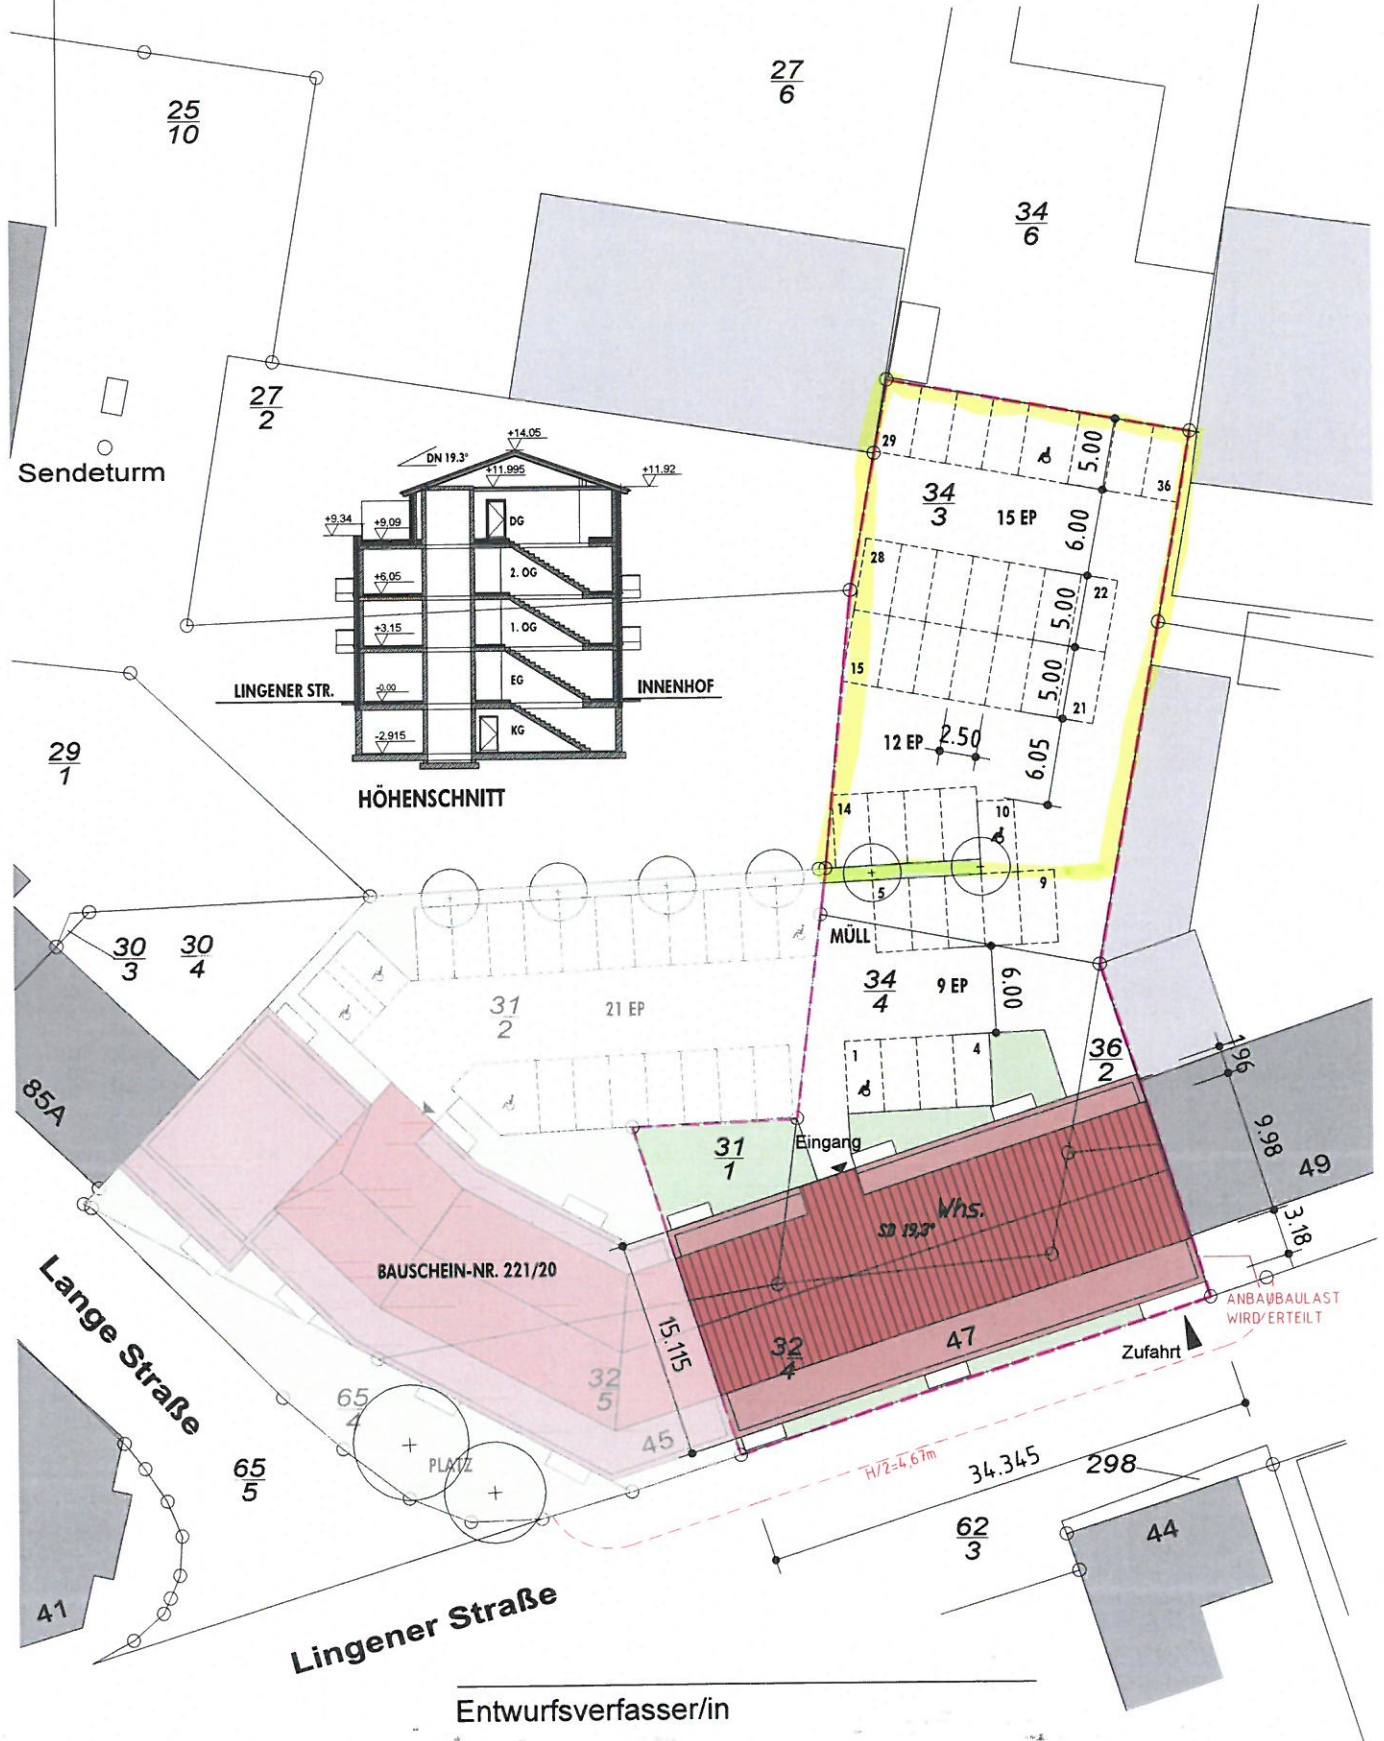 27
6
25
10
34
6
27
2
Sendeturm
DN 19.3°
+14.05
+11.995
+11.92
+9,34
+9,09
DG
+6,05
2. OG
+3,15
1. OG
LINGENER STR.
-0.00
EG
INNENHOF
-2.915
KG
HÖHENSCHNITT
29
5.00
36
34
3
15 EP
6.00
28
22
5.00
15
5.00
21
12 EP
2.50
6.05
14
10
29
1
5
9
MÜLL
30
3
30
4
34
4
9 EP
6.00
31
2
21 EP
1
4
36
2
1.96
85A
9.98
31
1
Eingang
49
Whs.
SD 19,3°
3.18
BAUSCHEIN-NR. 221/20
ANBAUBAULAST
WIRD ERTEILT
Lange Straße
15.115
32
4
47
Zufahrt
32
5
65
4
45
PLATZ
65
5
H/2=4,67m
34.345
298
62
3
44
41
Lingener Straße
Entwurfsverfasser/in